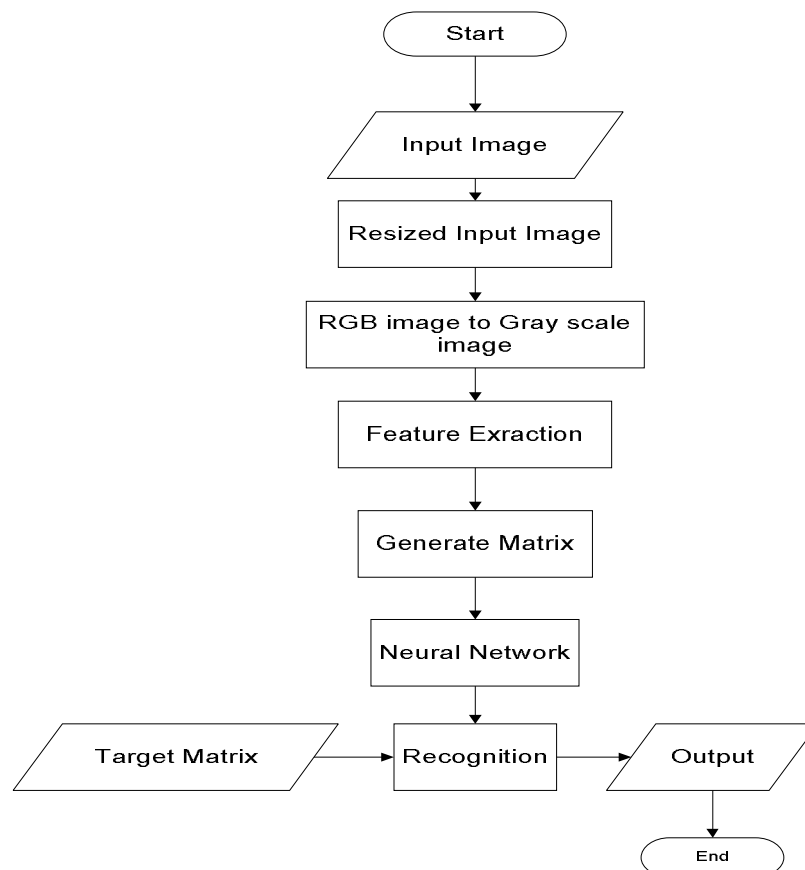 Start
Input Image
Resized Input Image
RGB image to Gray scale
image
Feature Exraction
Generate Matrix
Neural Network
Target Matrix
Recognition
Output
End